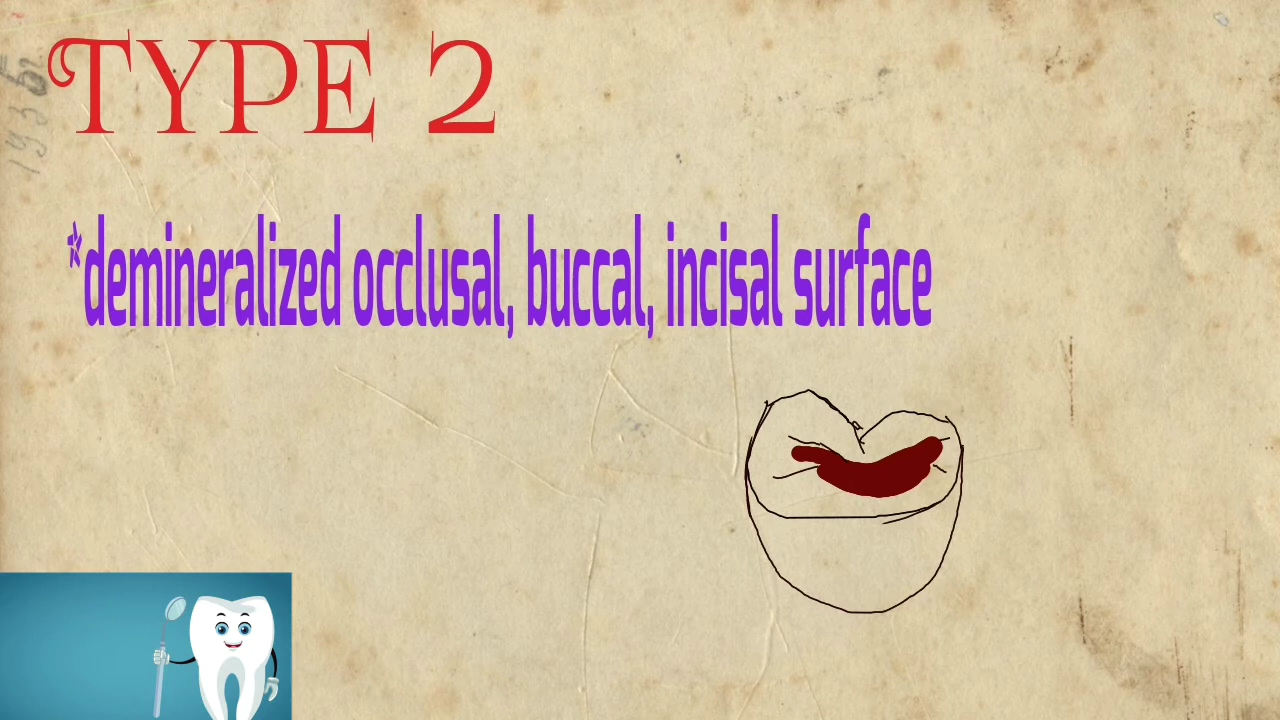 TYPE 2
*demineralized occlusal, buccal, incisal surface